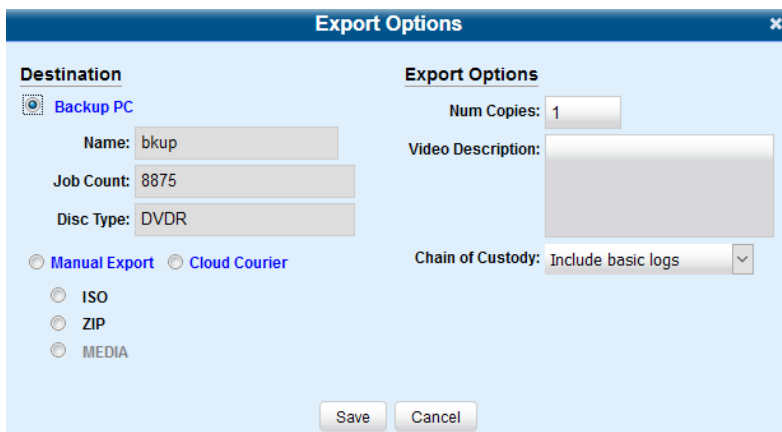 Export Options
Destination
Backup PC
Name: bkup
Job Count: 8875
Disc Type: DVDR
Manual Export Cloud Courier
ISO
ZIP
MEDIA
Export Options
Num Copies: 1
Video Description:
Chain of Custody: Include basic logs
Save Cancel